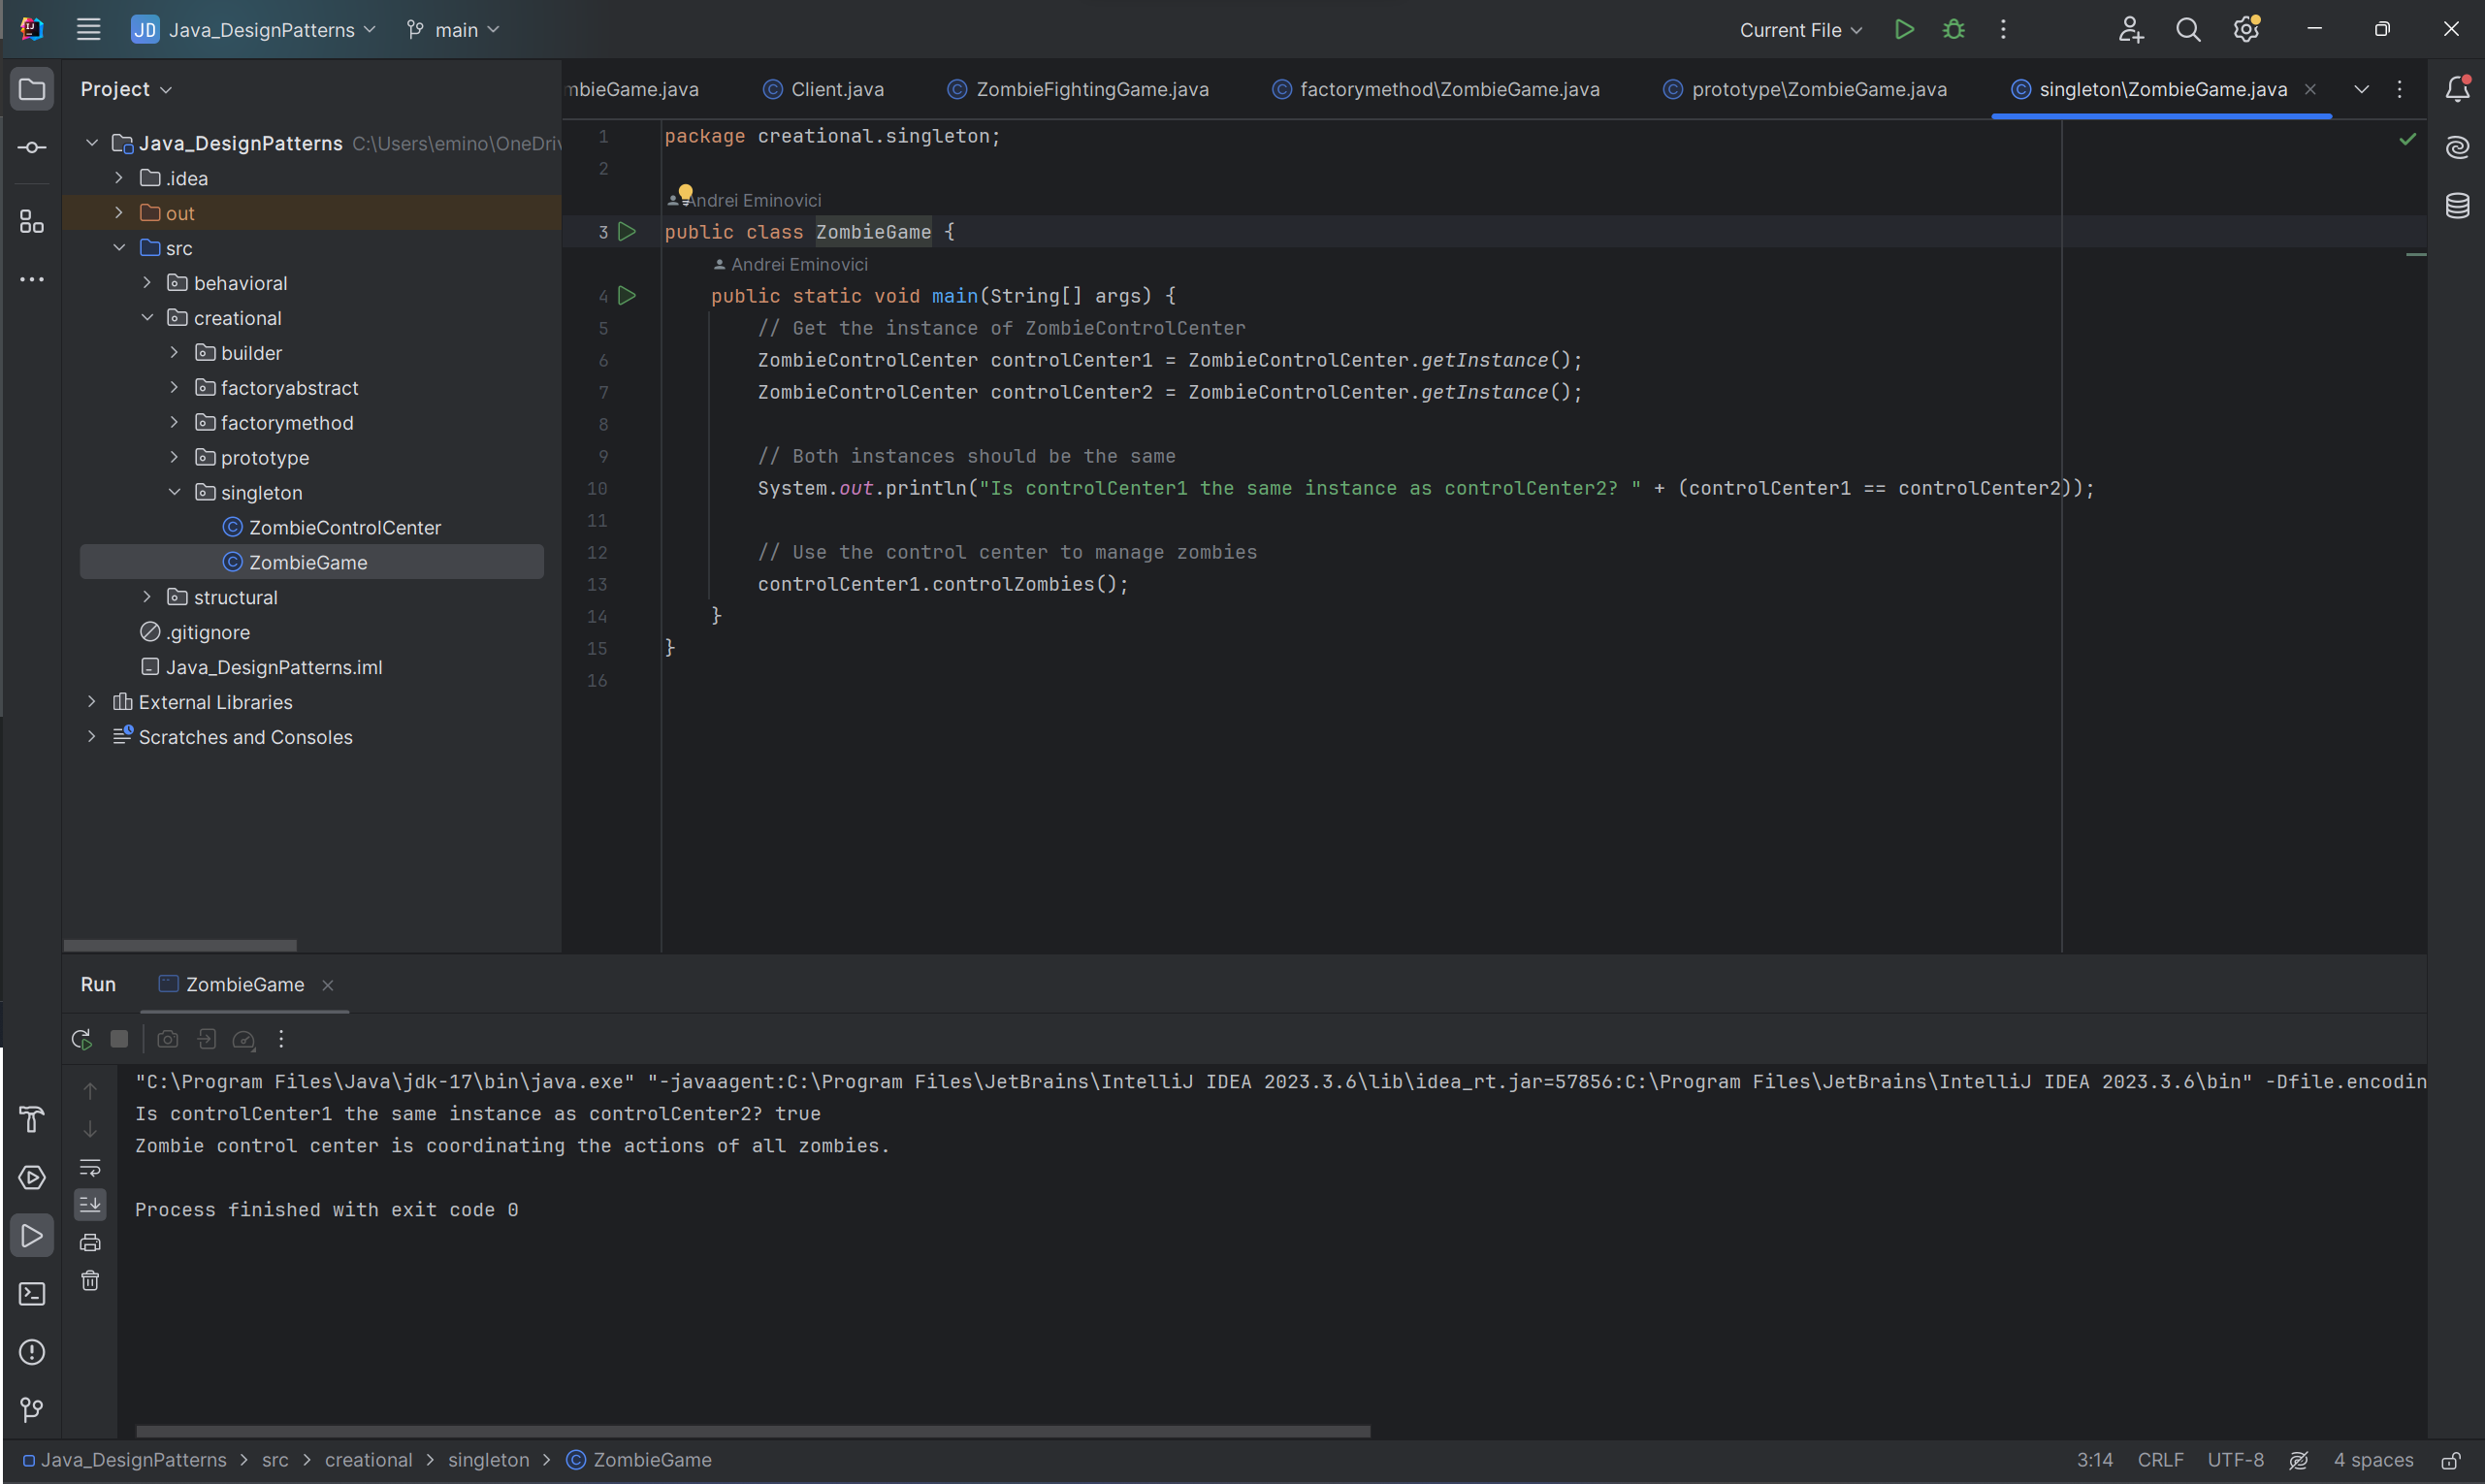 JD Java_DesignPatterns main Current File
Project
mbieGame.java Client.java ZombieFightingGame.java factorymethod\ZombieGame.java prototype\ZombieGame.java singleton\ZombieGame.java
Java_DesignPatterns C:\Users\emino\OneDriv
.idea
out
src
behavioral
creational
builder
factoryabstract
factorymethod
prototype
singleton
ZombieControlCenter
ZombieGame
structural
.gitignore
Java_DesignPatterns.iml
External Libraries
Scratches and Consoles
1 package creational.singleton;
2
Andrei Eminovici
3 public class ZombieGame {
Andrei Eminovici
4 public static void main(String[] args) {
5 // Get the instance of ZombieControlCenter
6 ZombieControlCenter controlCenter1 = ZombieControlCenter.getInstance();
7 ZombieControlCenter controlCenter2 = ZombieControlCenter.getInstance();
8
9 // Both instances should be the same
10 System.out.println("Is controlCenter1 the same instance as controlCenter2? " + (controlCenter1 == controlCenter2));
11
12 // Use the control center to manage zombies
13 controlCenter1.controlZombies();
14 }
15 }
16
Run ZombieGame
"C:\Program Files\Java\jdk-17\bin\java.exe" "-javaagent:C:\Program Files\JetBrains\IntelliJ IDEA 2023.3.6\lib\idea_rt.jar=57856:C:\Program Files\JetBrains\IntelliJ IDEA 2023.3.6\bin" -Dfile.encodin
Is controlCenter1 the same instance as controlCenter2? true
Zombie control center is coordinating the actions of all zombies.
Process finished with exit code 0
Java_DesignPatterns > src > creational > singleton > ZombieGame 3:14 CRLF UTF-8 4 spaces